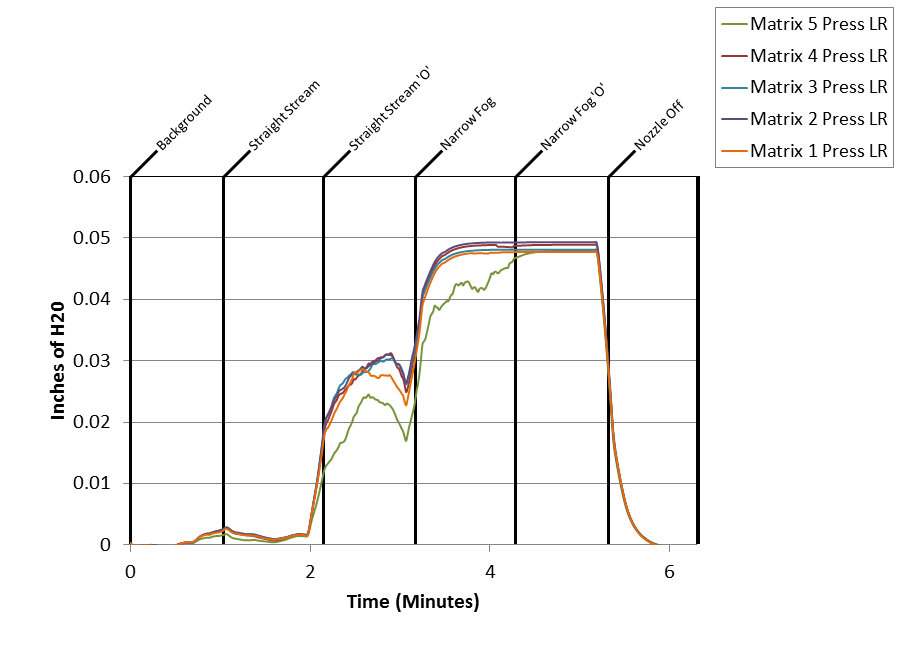 Matrix 5 Press LR
Matrix 4 Press LR
Matrix 3 Press LR
Matrix 2 Press LR
Matrix 1 Press LR
Background
Straight Stream
Straight Stream 'O'
Narrow Fog
Narrow Fog 'O'
Nozzle Off
0.06
0.05
0.04
0.03
0.02
0.01
0
Inches of H20
0 2 4 6
Time (Minutes)